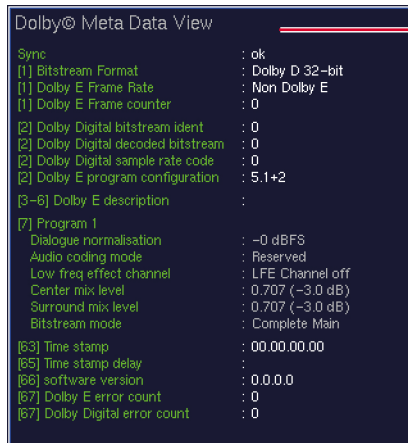 Dolby© Meta Data View
Sync : ok
[1] Bitstream Format : Dolby D 32-bit
[1] Dolby E Frame Rate : Non Dolby E
[1] Dolby E Frame counter : 0
[2] Dolby Digital bitstream ident : 0
[2] Dolby Digital decoded bitstream : 0
[2] Dolby Digital sample rate code : 0
[2] Dolby E program configuration : 5.1+2
[3-6] Dolby E description :
[7] Program 1
Dialogue normalisation : -0 dBFS
Audio coding mode : Reserved
Low freq effect channel : LFE Channel off
Center mix level : 0.707 (-3.0 dB)
Surround mix level : 0.707 (-3.0 dB)
Bitstream mode : Complete Main
[63] Time stamp : 00.00.00.00
[65] Time stamp delay :
[66] software version : 0.0.0.0
[67] Dolby E error count : 0
[67] Dolby Digital error count : 0